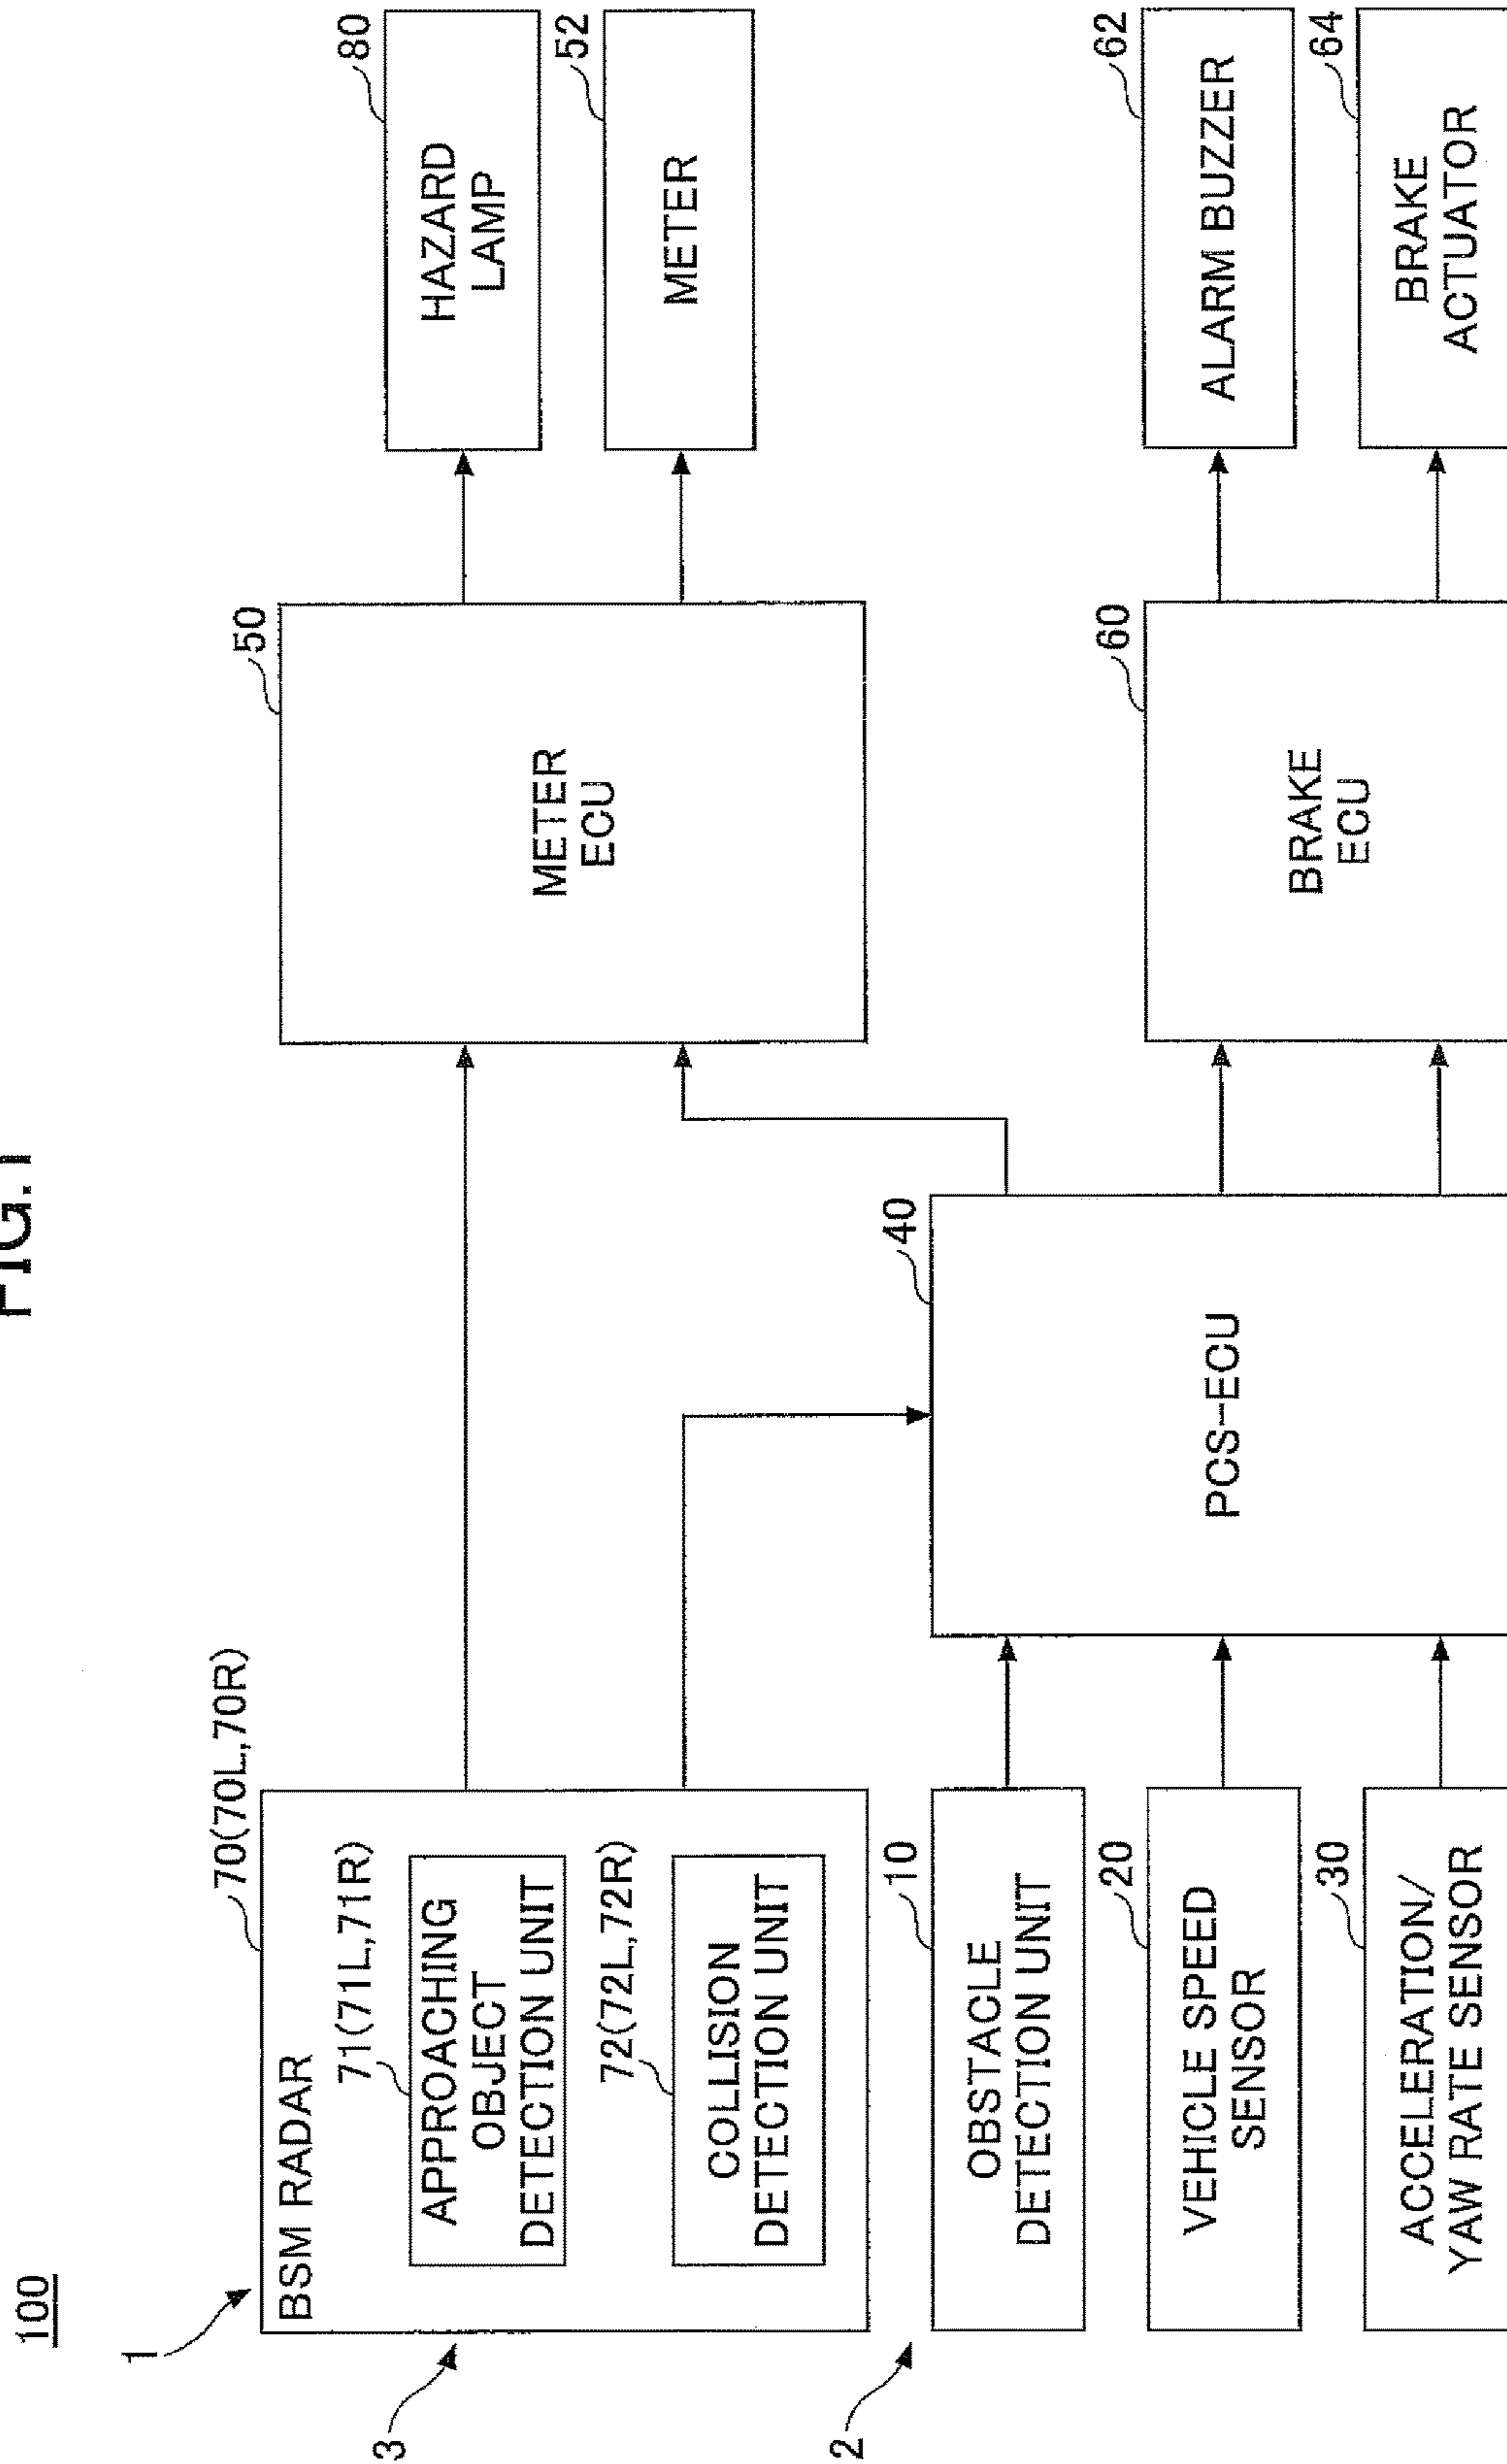 FIG.1
100
1
3
2
70(70L,70R)
BSM RADAR
71(71L,71R)
APPROACHING
OBJECT
DETECTION UNIT
72(72L,72R)
COLLISION
DETECTION UNIT
10
OBSTACLE
DETECTION UNIT
20
VEHICLE SPEED
SENSOR
30
ACCELERATION/
YAW RATE SENSOR
40
PCS-ECU
50
METER
ECU
60
BRAKE
ECU
80
HAZARD
LAMP
52
METER
62
ALARM BUZZER
64
BRAKE
ACTUATOR